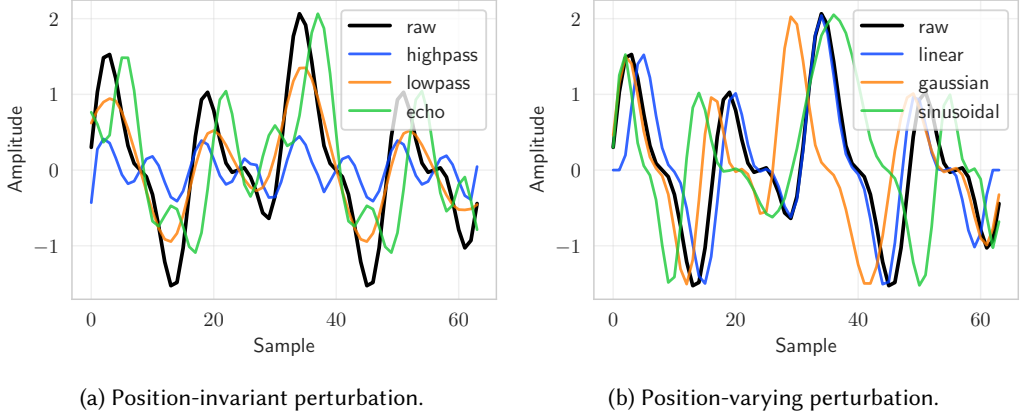 2
1
0
−1
Amplitude
0
20
40
60
Sample
raw
highpass
lowpass
echo
(a) Position-invariant perturbation.
2
1
0
−1
Amplitude
0
20
40
60
Sample
raw
linear
gaussian
sinusoidal
(b) Position-varying perturbation.